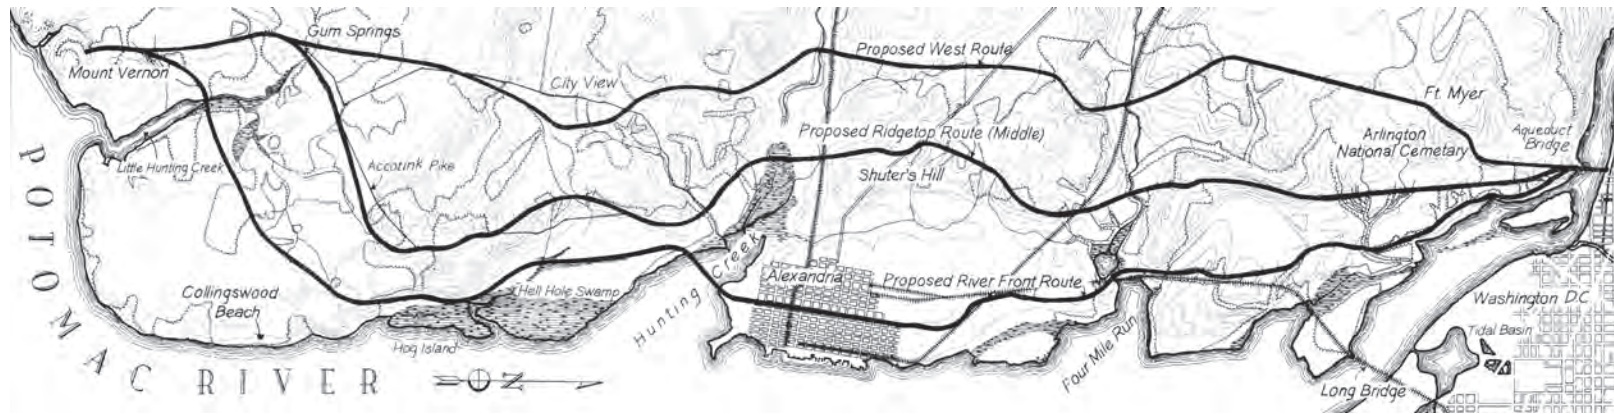 Gum Springs
Mount Vernon
City View
Proposed West Route
Ft. Myer
Proposed Ridgetop Route (Middle)
Shuter's Hill
Arlington
National Cemetary
Aqueduct
Bridge
Little Hunting Creek
Accotink Pike
Hunting Creek
Alexandria
Proposed River Front Route
Hell Hole Swamp
Collingswood
Beach
Hog Island
Four Mile Run
Washington D.C
Tidal Basin
Long Bridge
POTOMAC RIVER
N